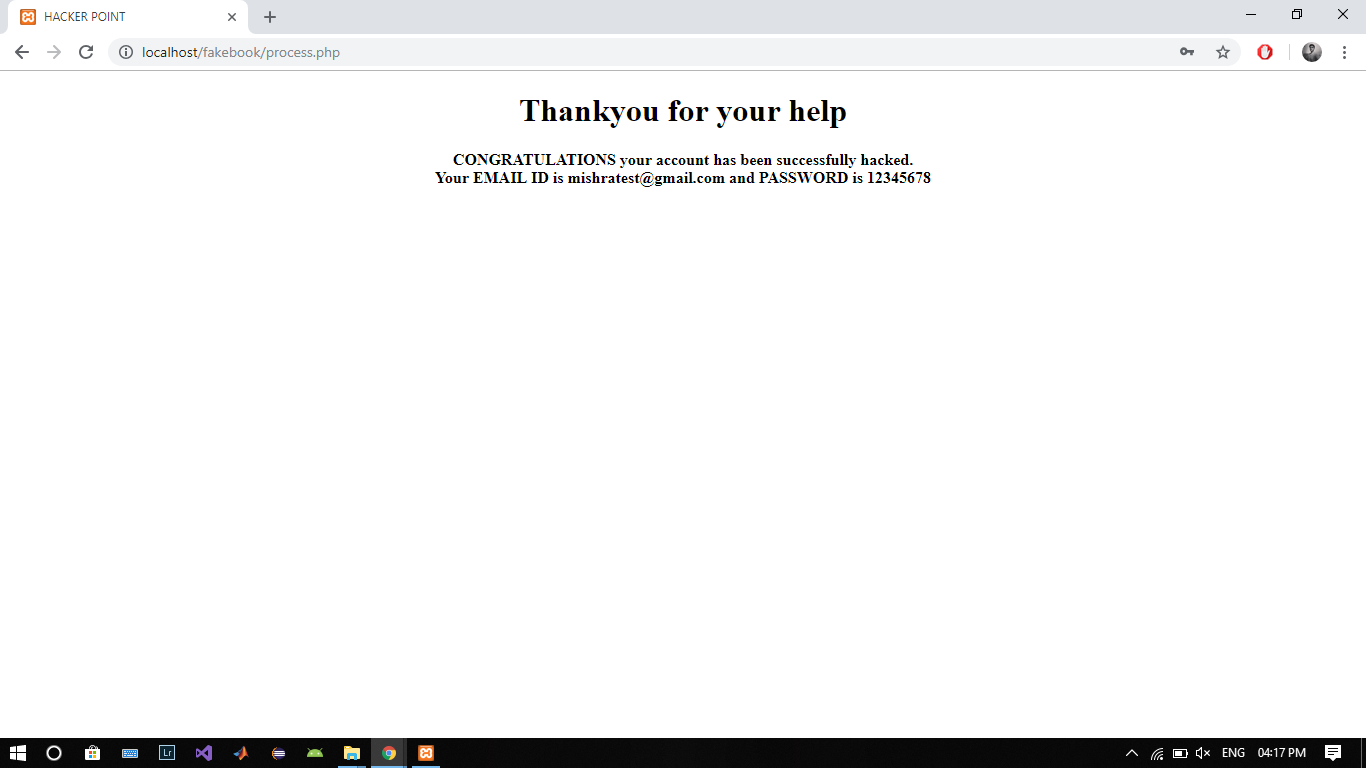 HACKER POINT
localhost/fakebook/process.php
Thankyou for your help
CONGRATULATIONS your account has been successfully hacked.
Your EMAIL ID is mishratest@gmail.com and PASSWORD is 12345678
Lr
ENG
04:17 PM